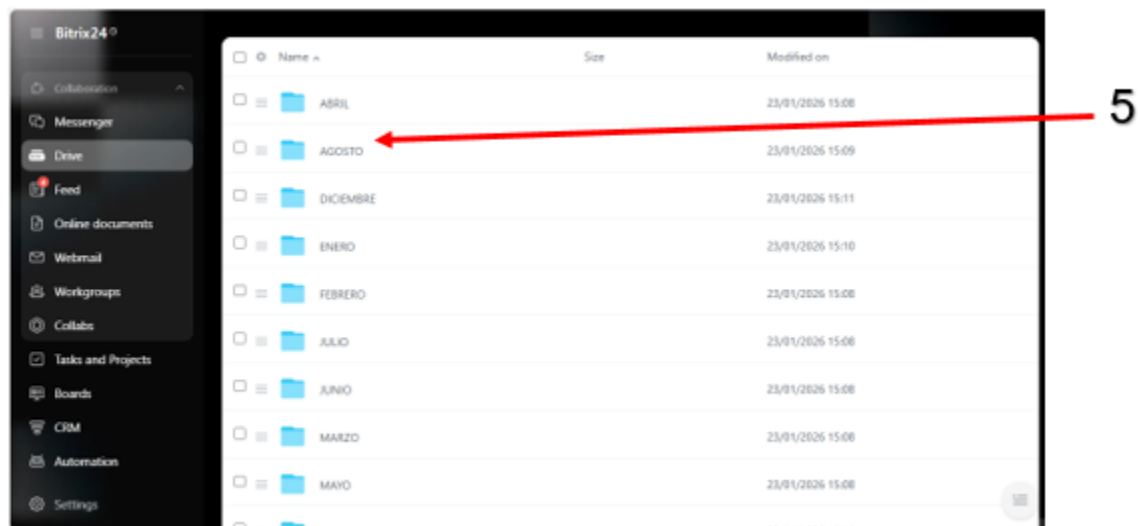 Bitrix24
Name Size Modified on
Collaboration
ABRIL 23/01/2026 15:08
Messenger
AGOSTO 23/01/2026 15:09
Drive
DICIEMBRE 23/01/2026 15:11
Feed
Online documents
ENERO 23/01/2026 15:10
Webmail
Workgroups
FEBRERO 23/01/2026 15:08
Collabs
JULIO 23/01/2026 15:08
Tasks and Projects
JUNIO 23/01/2026 15:08
Boards
CRM
MARZO 23/01/2026 15:08
Automation
MAYO 23/01/2026 15:08
Settings
5